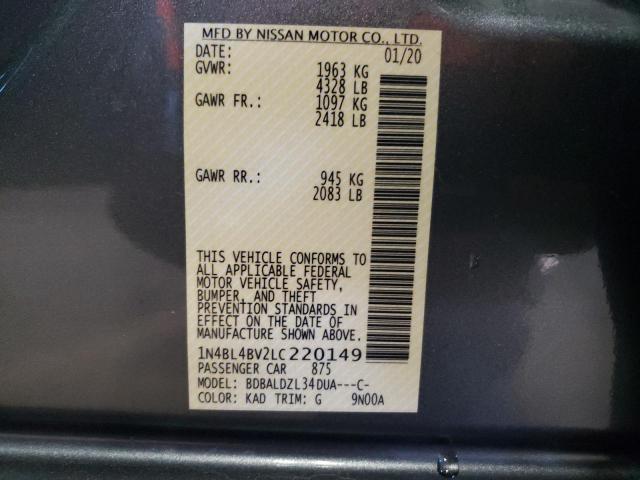 MFD BY NISSAN MOTOR CO., LTD.
DATE: 01/20
GVWR: 1963 KG
4328 LB
GAWR FR.: 1097 KG
2418 LB
GAWR RR.: 945 KG
2083 LB
THIS VEHICLE CONFORMS TO
ALL APPLICABLE FEDERAL
MOTOR VEHICLE SAFETY,
BUMPER, AND THEFT
PREVENTION STANDARDS IN
EFFECT ON THE DATE OF
MANUFACTURE SHOWN ABOVE.
1N4BL4BV2LC220149
PASSENGER CAR 875
MODEL: BDBALDZL34DUA---C-
COLOR: KAD TRIM: G 9N00A